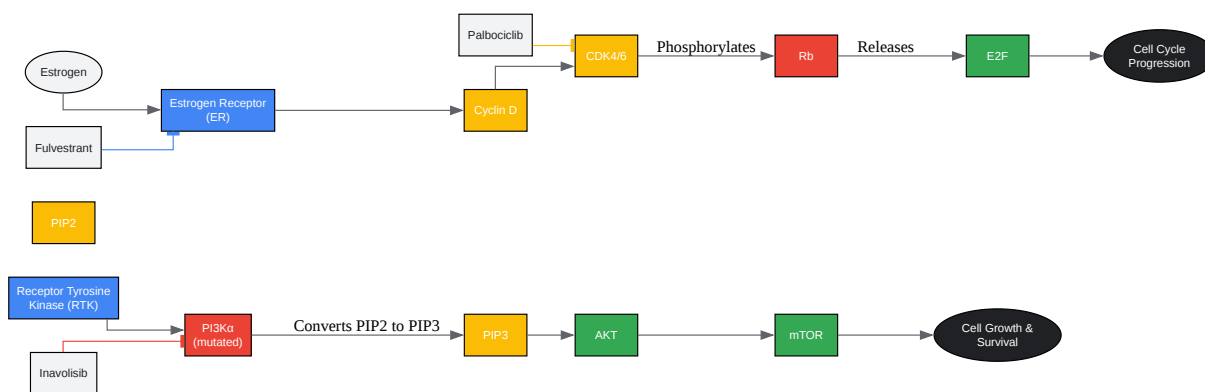 Palbociclib
CDK4/6
Phosphorylates
Rb
Releases
E2F
Cell Cycle
Progression
Estrogen
Estrogen Receptor
(ER)
Cyclin D
Fulvestrant
PIP2
Receptor Tyrosine
Kinase (RTK)
PI3Kα
(mutated)
Converts PIP2 to PIP3
PIP3
AKT
mTOR
Cell Growth &
Survival
Inavolisib